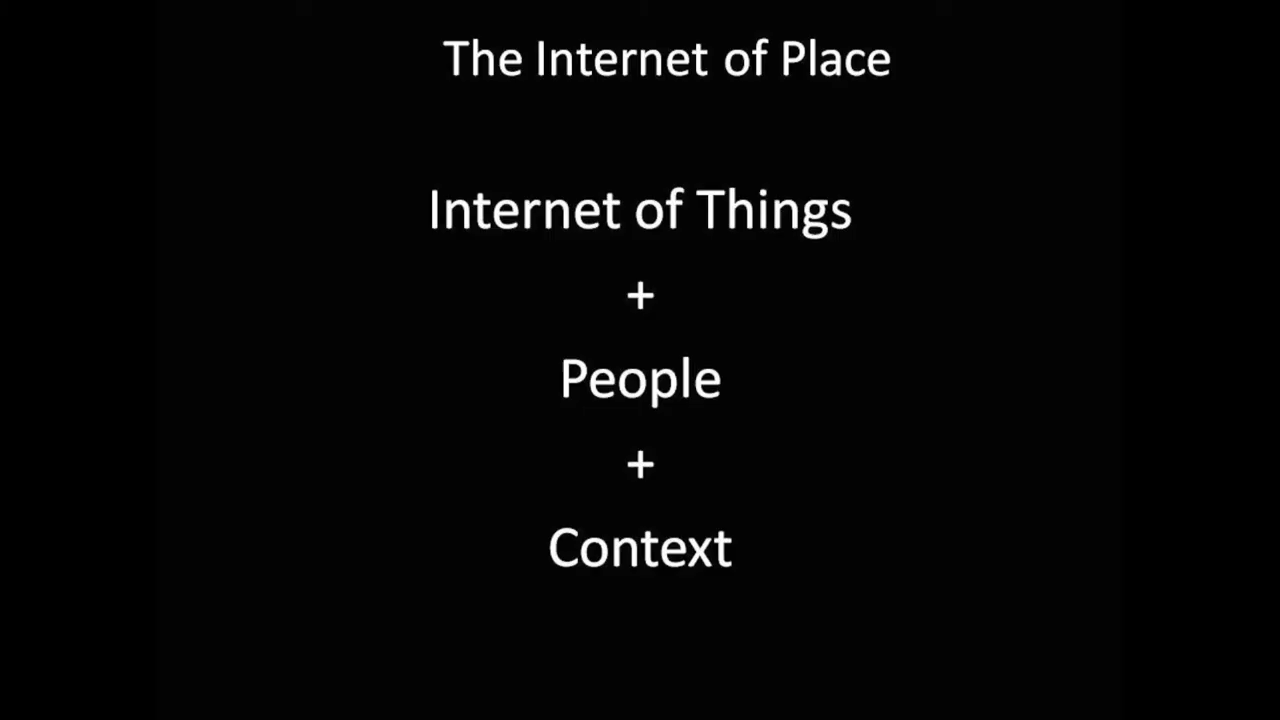 The Internet of Place
Internet of Things
+
People
+
Context